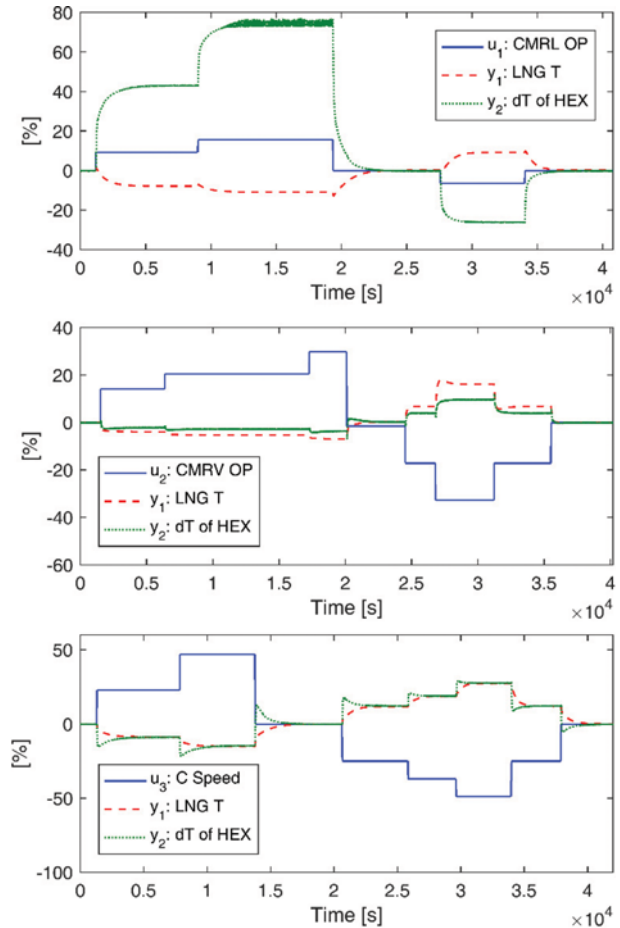 80
60
40
20
0
-20
-40
[%]
u1: CMRL OP
y1: LNG T
y2: dT of HEX
0 0.5 1 1.5 2 2.5 3 3.5 4
Time [s]
×10^4
40
20
0
-20
-40
-60
[%]
u2: CMRV OP
y1: LNG T
y2: dT of HEX
0 0.5 1 1.5 2 2.5 3 3.5 4
Time [s]
×10^4
50
0
-50
-100
[%]
u3: C Speed
y1: LNG T
y2: dT of HEX
0 0.5 1 1.5 2 2.5 3 3.5 4
Time [s]
×10^4